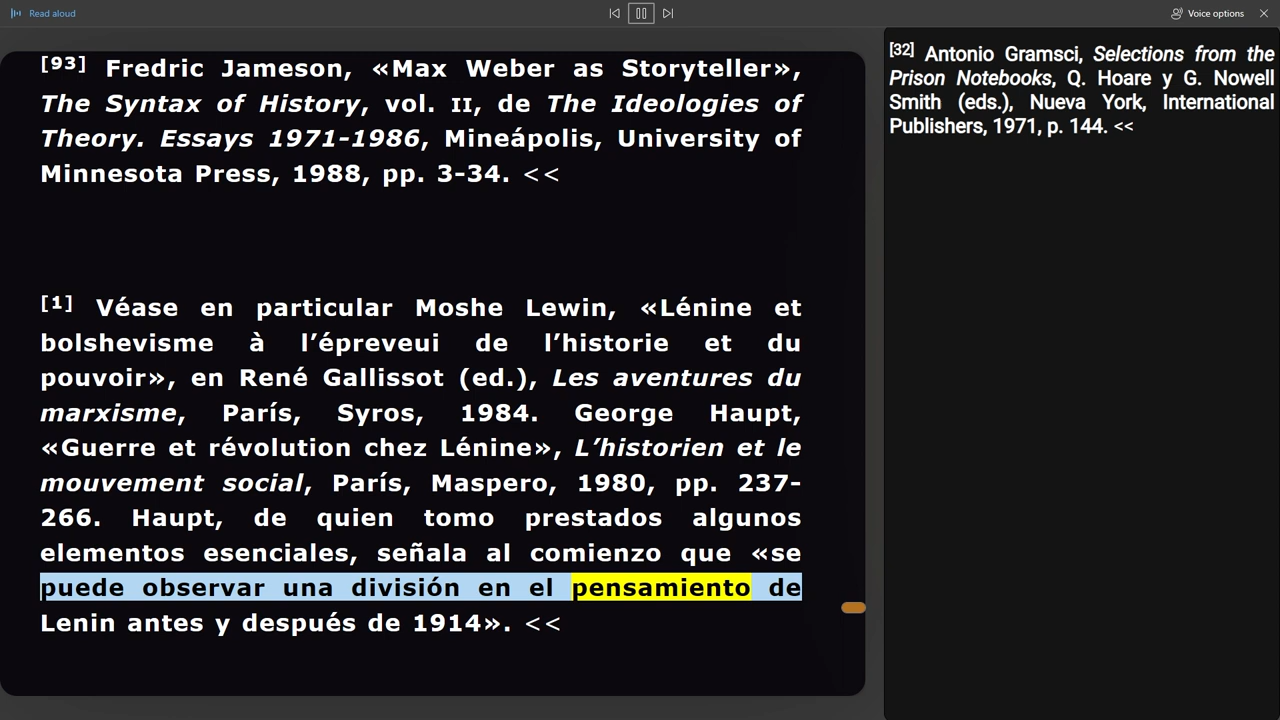 Read aloud
Voice options
[93] Fredric Jameson, «Max Weber as Storyteller»,
The Syntax of History, vol. II, de The Ideologies of
Theory. Essays 1971-1986, Mineápolis, University of
Minnesota Press, 1988, pp. 3-34. <<
[1] Véase en particular Moshe Lewin, «Lénine et
bolshevisme à l’épreveui de l’historie et du
pouvoir», en René Gallissot (ed.), Les aventures du
marxisme, París, Syros, 1984. George Haupt,
«Guerre et révolution chez Lénine», L’historien et le
mouvement social, París, Maspero, 1980, pp. 237-
266. Haupt, de quien tomo prestados algunos
elementos esenciales, señala al comienzo que «se
puede observar una división en el pensamiento de
Lenin antes y después de 1914». <<
[32] Antonio Gramsci, Selections from the
Prison Notebooks, Q. Hoare y G. Nowell
Smith (eds.), Nueva York, International
Publishers, 1971, p. 144. <<